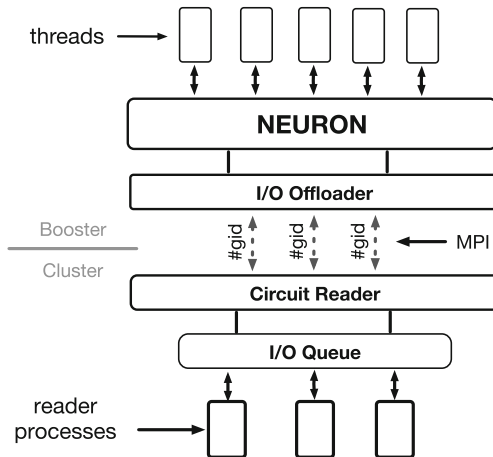 threads
NEURON
I/O Offloader
Booster
#gid
#gid
#gid
MPI
Cluster
Circuit Reader
I/O Queue
reader
processes